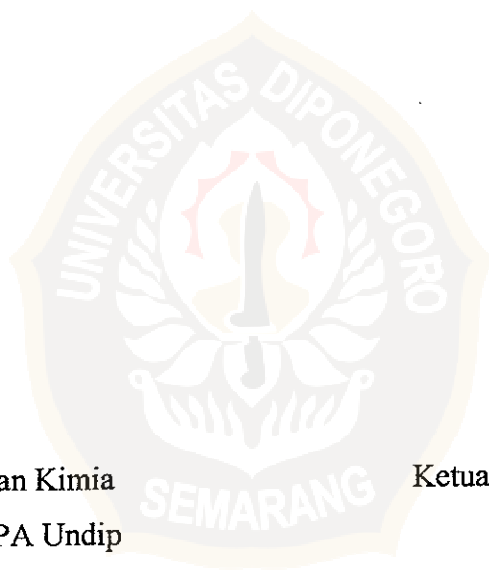 UNIVERSITAS DIPONEGORO
an Kimia
Ketua
SEMARANG
PA Undip